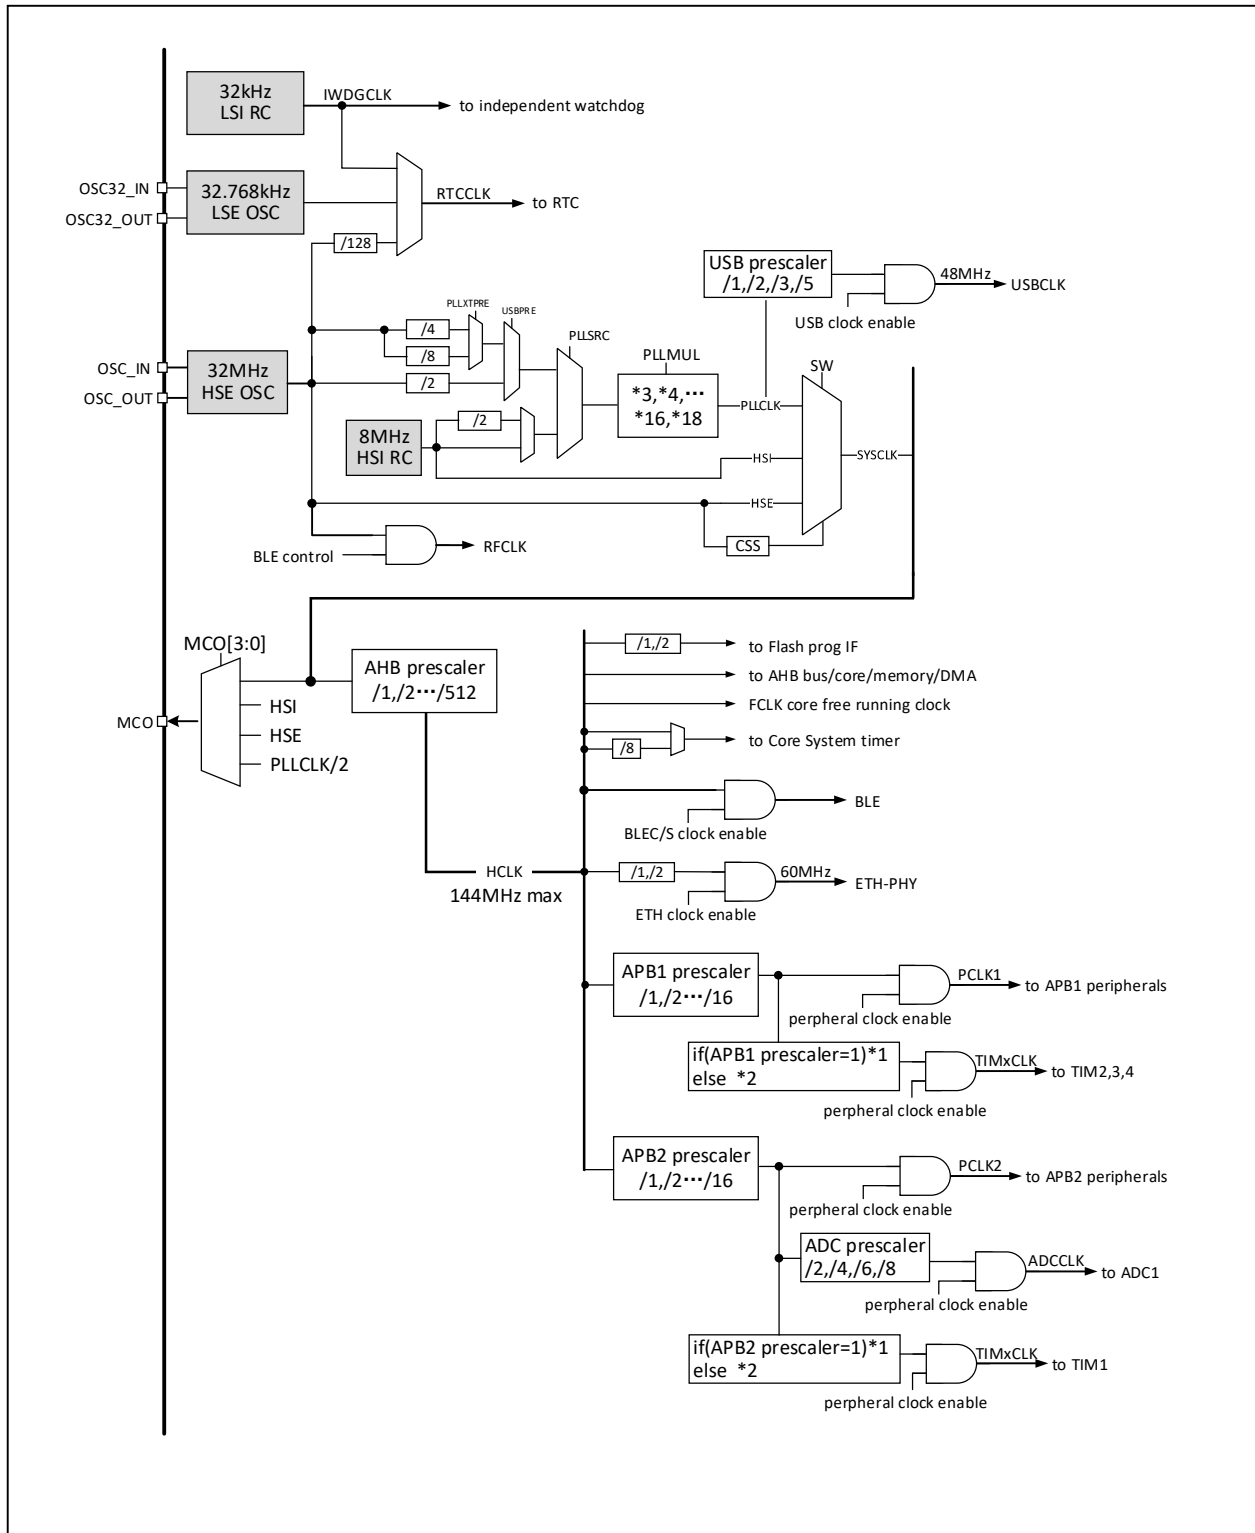 32kHz
LSI RC
IWDGCLK
to independent watchdog
OSC32_IN
OSC32_OUT
32.768kHz
LSE OSC
RTCCLK
to RTC
/128
USB prescaler
/1,/2,/3,/5
48MHz
USBCLK
USB clock enable
PLLXTPRE
USBPRE
/4
/8
/2
PLLSRC
PLLMUL
*3,*4,⋯
*16,*18
PLLCLK
SW
OSC_IN
OSC_OUT
32MHz
HSE OSC
8MHz
HSI RC
/2
HSI
SYSCLK
HSE
CSS
BLE control
RFCLK
MCO[3:0]
HSI
HSE
PLLCLK/2
MCO
AHB prescaler
/1,/2⋯/512
/1,/2
to Flash prog IF
to AHB bus/core/memory/DMA
FCLK core free running clock
/8
to Core System timer
BLE
BLEC/S clock enable
HCLK
144MHz max
/1,/2
60MHz
ETH-PHY
ETH clock enable
APB1 prescaler
/1,/2⋯/16
PCLK1
to APB1 peripherals
perpheral clock enable
if(APB1 prescaler=1)*1
else *2
TIMxCLK
to TIM2,3,4
perpheral clock enable
APB2 prescaler
/1,/2⋯/16
PCLK2
to APB2 peripherals
perpheral clock enable
ADC prescaler
/2,/4,/6,/8
ADCCLK
to ADC1
perpheral clock enable
if(APB2 prescaler=1)*1
else *2
TIMxCLK
to TIM1
perpheral clock enable